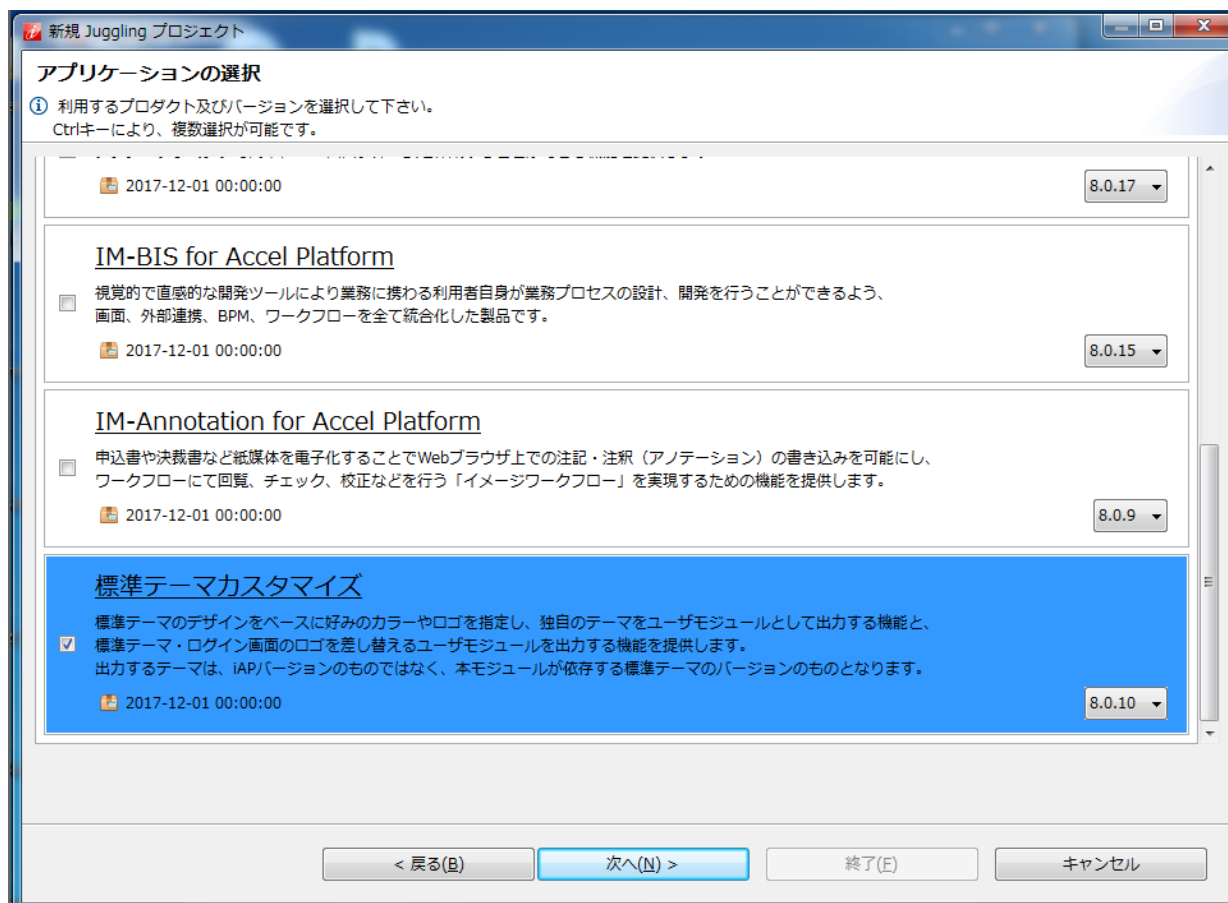 新規 Juggling プロジェクト
アプリケーションの選択
利用するプロダクト及びバージョンを選択して下さい。
Ctrlキーにより、複数選択が可能です。
2017-12-01 00:00:00
8.0.17
IM-BIS for Accel Platform
視覚的で直感的な開発ツールにより業務に携わる利用者自身が業務プロセスの設計、開発を行うことができるよう、
画面、外部連携、BPM、ワークフローを全て統合化した製品です。
2017-12-01 00:00:00
8.0.15
IM-Annotation for Accel Platform
申込書や決裁書など紙媒体を電子化することでWebブラウザ上での注記・注釈（アノテーション）の書き込みを可能にし、
ワークフローにて回覧、チェック、校正などを行う「イメージワークフロー」を実現するための機能を提供します。
2017-12-01 00:00:00
8.0.9
標準テーマカスタマイズ
標準テーマのデザインをベースに好みのカラーやロゴを指定し、独自のテーマをユーザモジュールとして出力する機能と、
標準テーマ・ログイン画面のロゴを差し替えるユーザモジュールを出力する機能を提供します。
出力するテーマは、iAPバージョンのものではなく、本モジュールが依存する標準テーマのバージョンのものとなります。
2017-12-01 00:00:00
8.0.10
< 戻る(B)
次へ(N) >
終了(F)
キャンセル